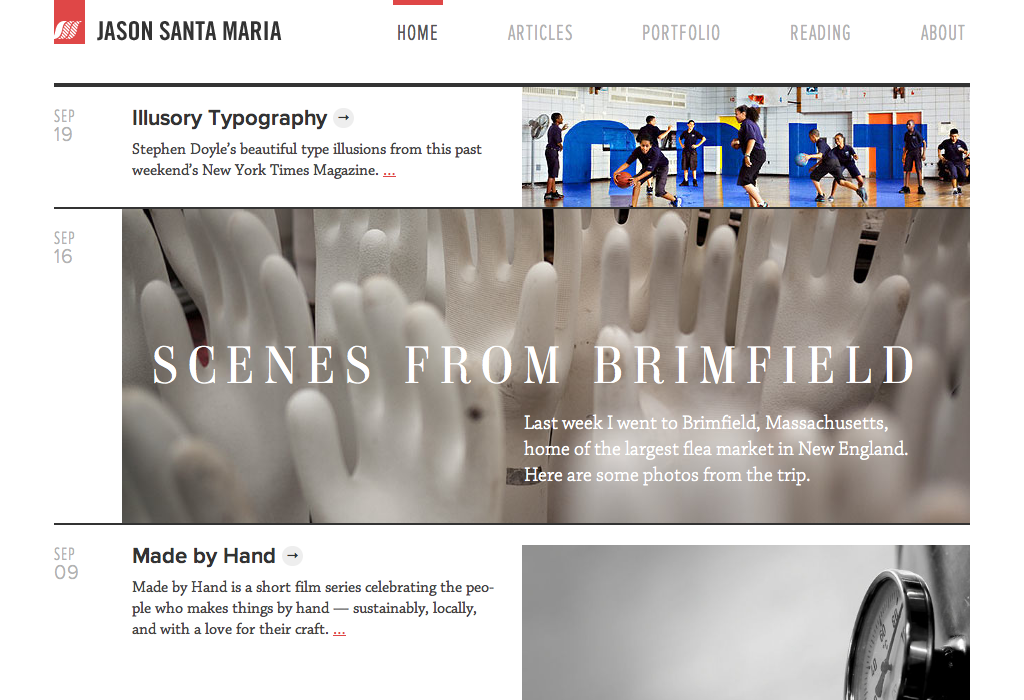 JASON SANTA MARIA
HOME ARTICLES PORTFOLIO READING ABOUT
SEP
19
Illusory Typography →
Stephen Doyle’s beautiful type illusions from this past
weekend’s New York Times Magazine. ...
SEP
16
SCENES FROM BRIMFIELD
Last week I went to Brimfield, Massachusetts,
home of the largest flea market in New England.
Here are some photos from the trip.
SEP
09
Made by Hand →
Made by Hand is a short film series celebrating the peo-
ple who makes things by hand — sustainably, locally,
and with a love for their craft. ...